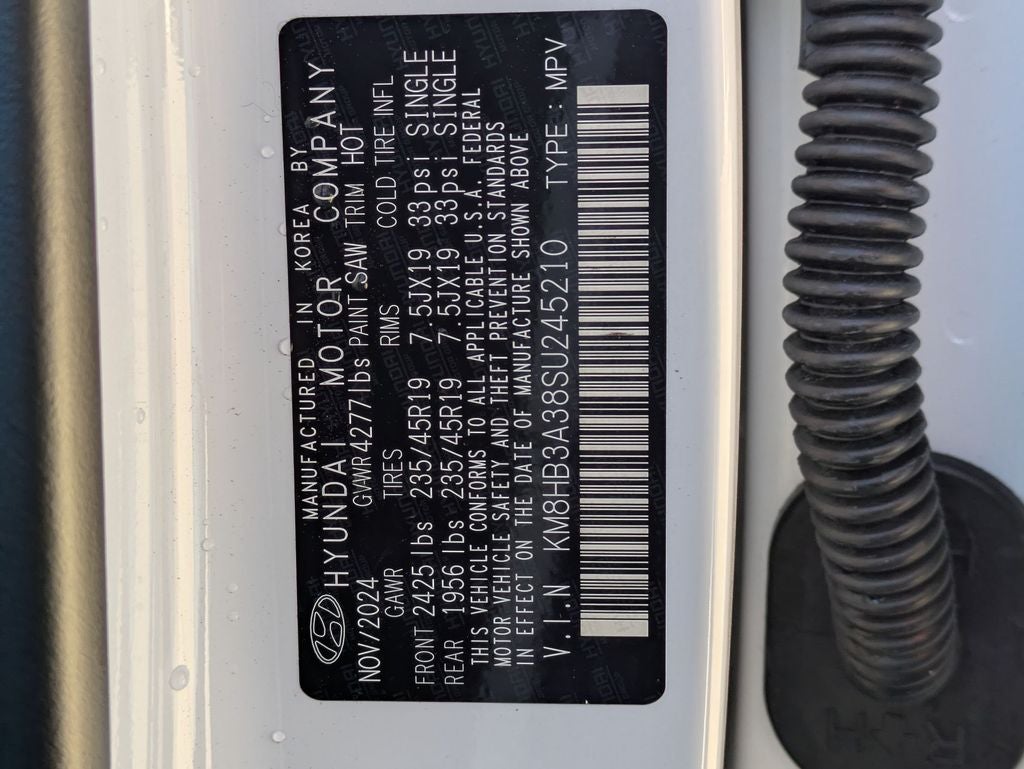 MANUFACTURED IN KOREA BY
HYUNDAI MOTOR COMPANY
NOV/2024 GVWR 4277 lbs PAINT SAW TRIM HOT
GAWR TIRES RIMS COLD TIRE INFL
FRONT 2425 lbs 235/45R19 7.5JX19 33 psi SINGLE
REAR 1956 lbs 235/45R19 7.5JX19 33 psi SINGLE
THIS VEHICLE CONFORMS TO ALL APPLICABLE U.S.A. FEDERAL
MOTOR VEHICLE SAFETY AND THEFT PREVENTION STANDARDS
IN EFFECT ON THE DATE OF MANUFACTURE SHOWN ABOVE
V.I.N KM8HB3A38SU245210 TYPE : MPV